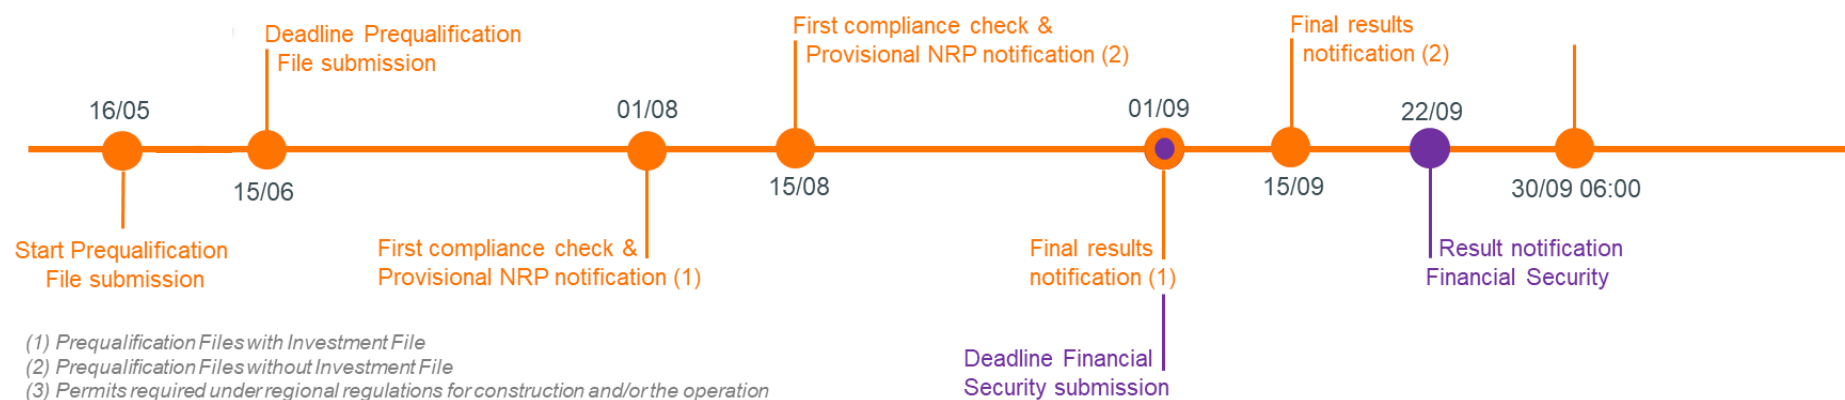 First compliance check &
Provisional NRP notification (2)
Final results
notification (2)
Deadline Prequalification
File submission
16/05
01/08
01/09
22/09
15/06
15/08
15/09
30/09 06:00
Start Prequalification
File submission
First compliance check &
Provisional NRP notification (1)
Final results
notification (1)
Result notification
Financial Security
Deadline Financial
Security submission
(1) Prequalification Files with Investment File
(2) Prequalification Files without Investment File
(3) Permits required under regional regulations for construction and/or the operation